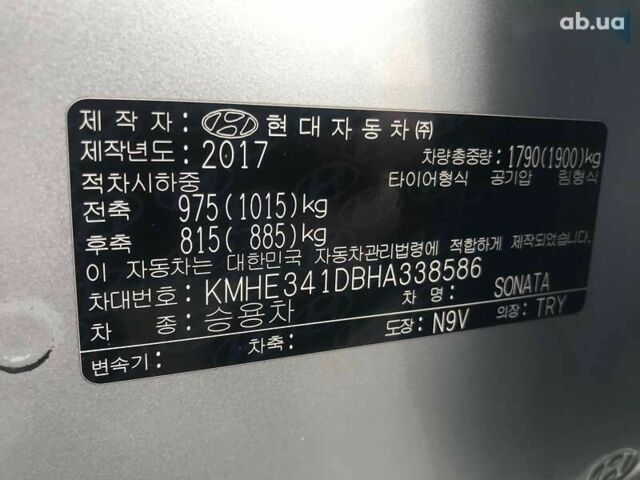 ab.ua
제작자: 현대자동차㈜
제작년도: 2017 차량총중량: 1790(1900)kg
적차시하중 타이어형식 공기압 림형식
전축 975(1015)kg
후축 815( 885)kg
이 자동차는 대한민국 자동차관리법령에 적합하게 제작되었습니다.
차대번호: KMHE341DBHA338586 차 명: SONATA
차 종: 승용차 도장: N9V 의장: TRY
변속기: 차축: